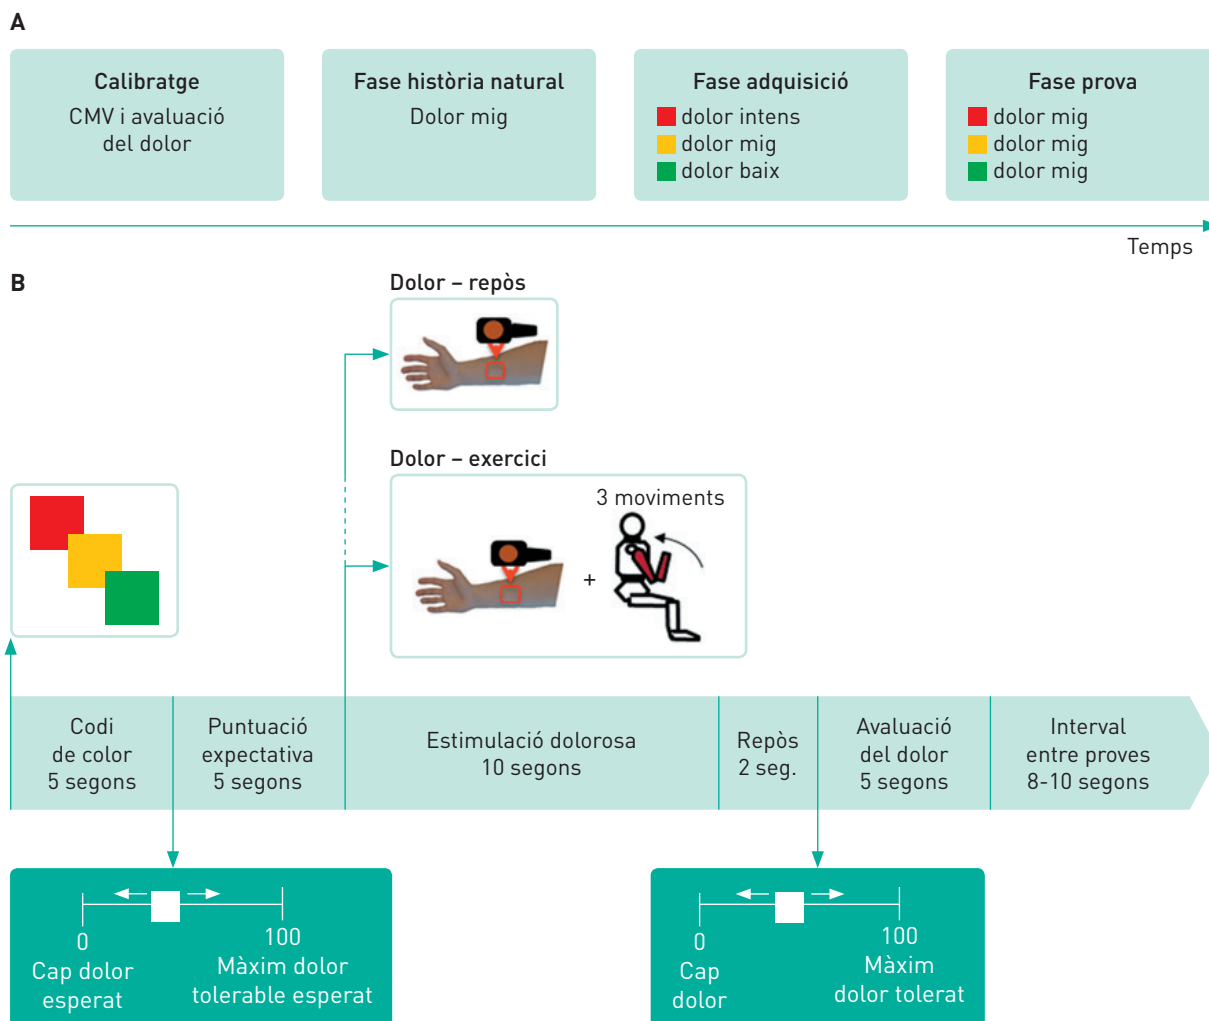 A
Calibratge
CMV i avaluació
del dolor
Fase història natural
Dolor mig
Fase adquisició
dolor intens
dolor mig
dolor baix
Fase prova
dolor mig
dolor mig
dolor mig
Temps
B
Dolor – repòs
Dolor – exercici
3 moviments
+
Codi
de color
5 segons
Puntuació
expectativa
5 segons
Estimulació dolorosa
10 segons
Repòs
2 seg.
Avaluació
del dolor
5 segons
Interval
entre proves
8-10 segons
0
Cap dolor
esperat
100
Màxim dolor
tolerable esperat
0
Cap
dolor
100
Màxim
dolor tolerat